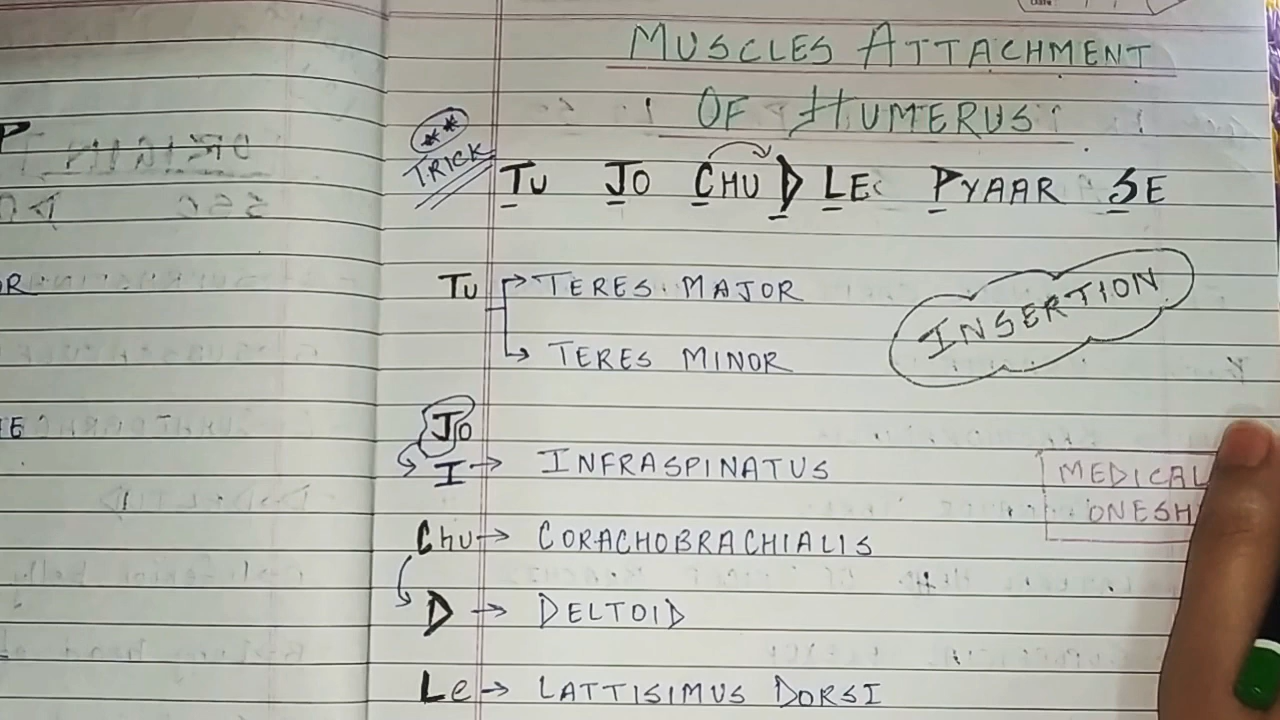 MUSCLES ATTACHMENT
OF HUMERUS
** TRICK
TU JO CHU D LE PYAAR SE
TU → TERES MAJOR
→ TERES MINOR
INSERTION
JO
I → INFRASPINATUS
MEDICAL
ONESH
Chu → CORACHOBRACHIALIS
D → DELTOID
Le → LATTISIMUS DORSI